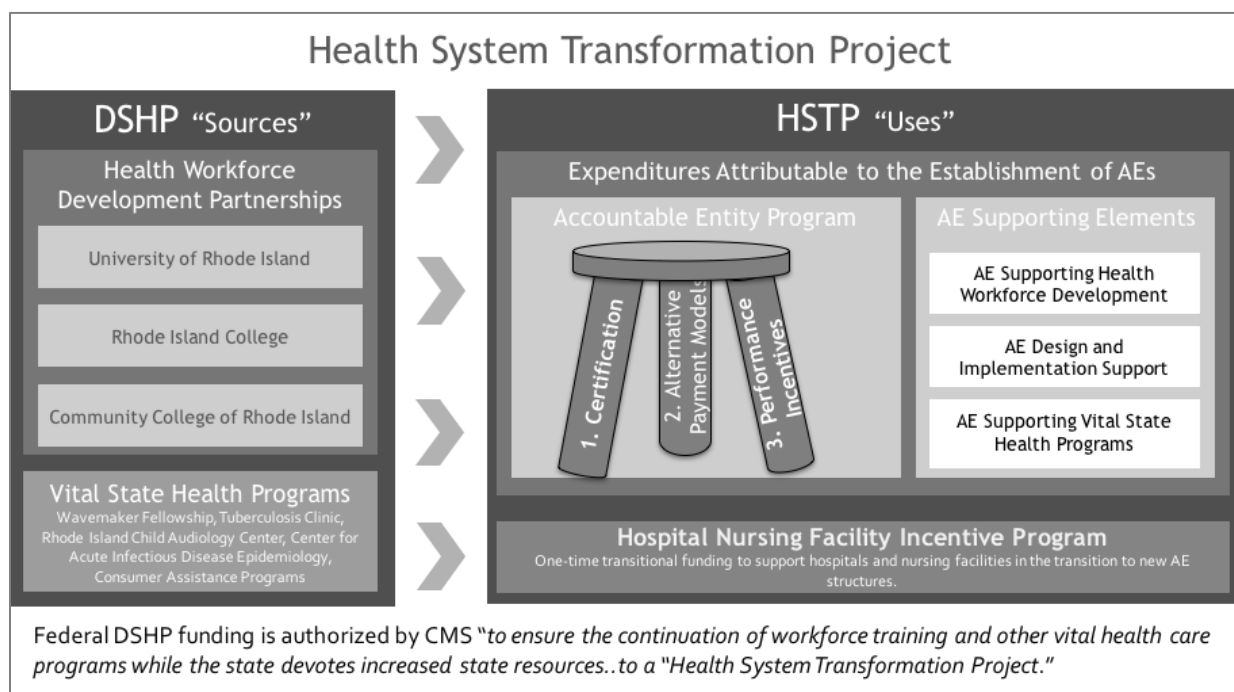 Health System Transformation Project
DSHP “Sources”
Health Workforce
Development Partnerships
University of Rhode Island
Rhode Island College
Community College of Rhode Island
Vital State Health Programs
Wavemaker Fellowship, Tuberculosis Clinic,
Rhode Island Child Audiology Center, Center for
Acute Infectious Disease Epidemiology,
Consumer Assistance Programs
HSTP “Uses”
Expenditures Attributable to the Establishment of AEs
Accountable Entity Program
1. Certification
2. Alternative
Payment Models
3. Performance
Incentives
AE Supporting Elements
AE Supporting Health
Workforce Development
AE Design and
Implementation Support
AE Supporting Vital State
Health Programs
Hospital Nursing Facility Incentive Program
One-time transitional funding to support hospitals and nursing facilities in the transition to new AE
structures.
Federal DSHP funding is authorized by CMS “to ensure the continuation of workforce training and other vital health care
programs while the state devotes increased state resources..to a “Health System Transformation Project.”